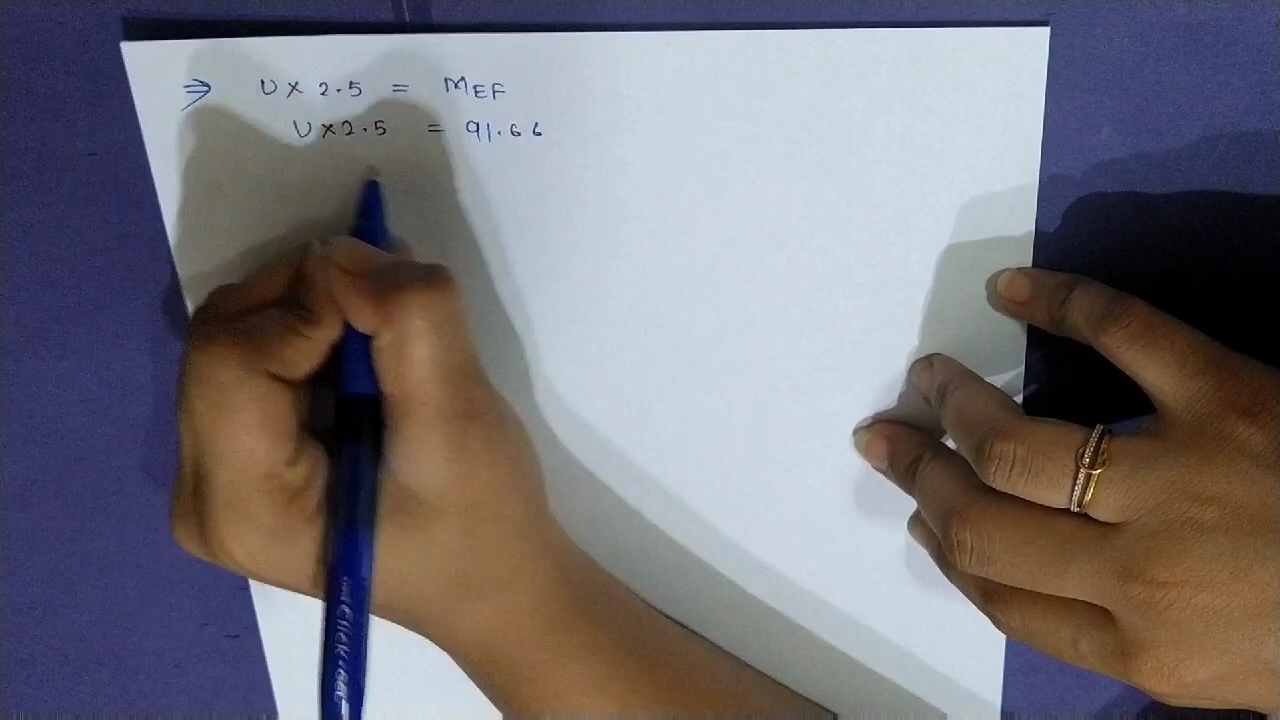 ⇒ U × 2.5 = MEF
U × 2.5 = 91.66